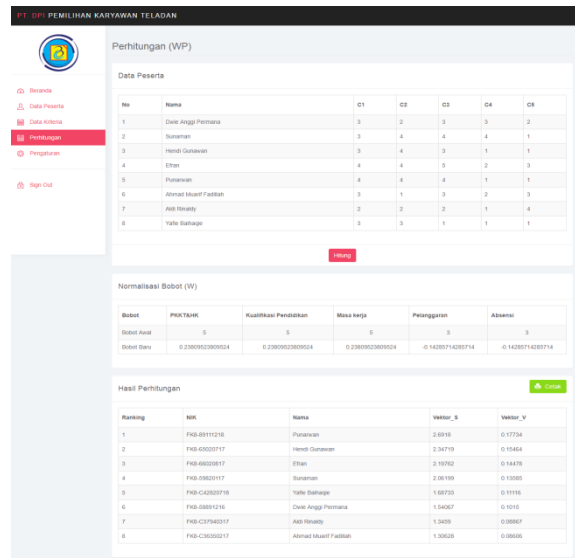 PT. DPI PEMILIHAN KARYAWAN TELADAN
Beranda
Data Peserta
Data Kriteria
Perhitungan
Pengaturan
Sign Out
Perhitungan (WP)
Data Peserta
No Nama C1 C2 C3 C4 C5
1 Dwie Anggi Permana 3 2 3 3 2
2 Sunaman 3 4 4 4 1
3 Hendi Gunawan 3 4 3 1 1
4 Efran 4 4 5 2 3
5 Punarwan 4 4 4 1 1
6 Ahmad Muarif Fadillah 3 1 3 2 3
7 Aldi Rinaldy 2 2 2 1 4
8 Yafie Baihaqie 3 3 1 1 1
Hitung
Normalisasi Bobot (W)
Bobot PKKT&HK Kualifikasi Pendidikan Masa kerja Pelanggaran Absensi
Bobot Awal 5 5 5 3 3
Bobot Baru 0.23809523809524 0.23809523809524 0.23809523809524 -0.14285714285714 -0.14285714285714
Hasil Perhitungan
Cetak
Ranking NIK Nama Vektor_S Vektor_V
1 FKB-89111216 Punarwan 2.6918 0.17734
2 FKB-65020717 Hendi Gunawan 2.34719 0.15464
3 FKB-66020817 Efran 2.19762 0.14478
4 FKB-59820117 Sunaman 2.06199 0.13585
5 FKB-C42820718 Yafie Baihaqie 1.68733 0.11116
6 FKB-58891216 Dwie Anggi Permana 1.54067 0.1015
7 FKB-C37540317 Aldi Rinaldy 1.3459 0.08867
8 FKB-C36350217 Ahmad Muarif Fadillah 1.30628 0.08606